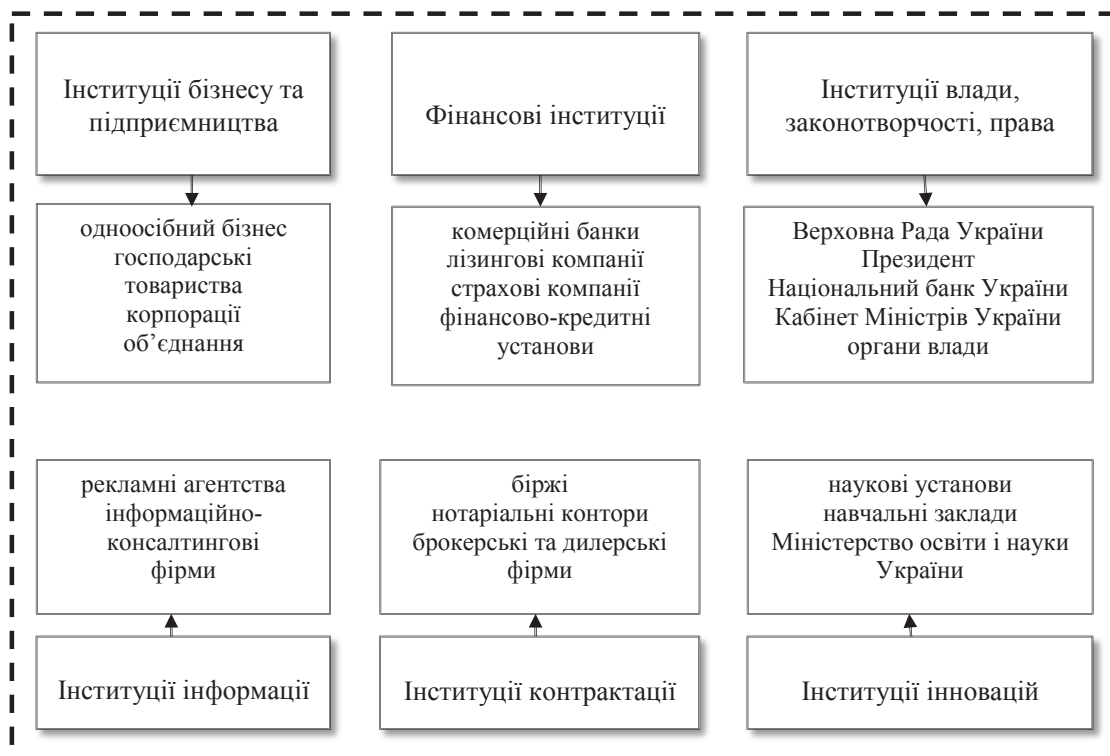 Інституції бізнесу та
підприємництва
Фінансові інституції
Інституції влади,
законотворчості, права
одноосібний бізнес
господарські
товариства
корпорації
об’єднання
комерційні банки
лізингові компанії
страхові компанії
фінансово-кредитні
установи
Верховна Рада України
Президент
Національний банк України
Кабінет Міністрів України
органи влади
рекламні агентства
інформаційно-
консалтингові
фірми
біржі
нотаріальні контори
брокерські та дилерські
фірми
наукові установи
навчальні заклади
Міністерство освіти і науки
України
Інституції інформації
Інституції контрактації
Інституції інновацій